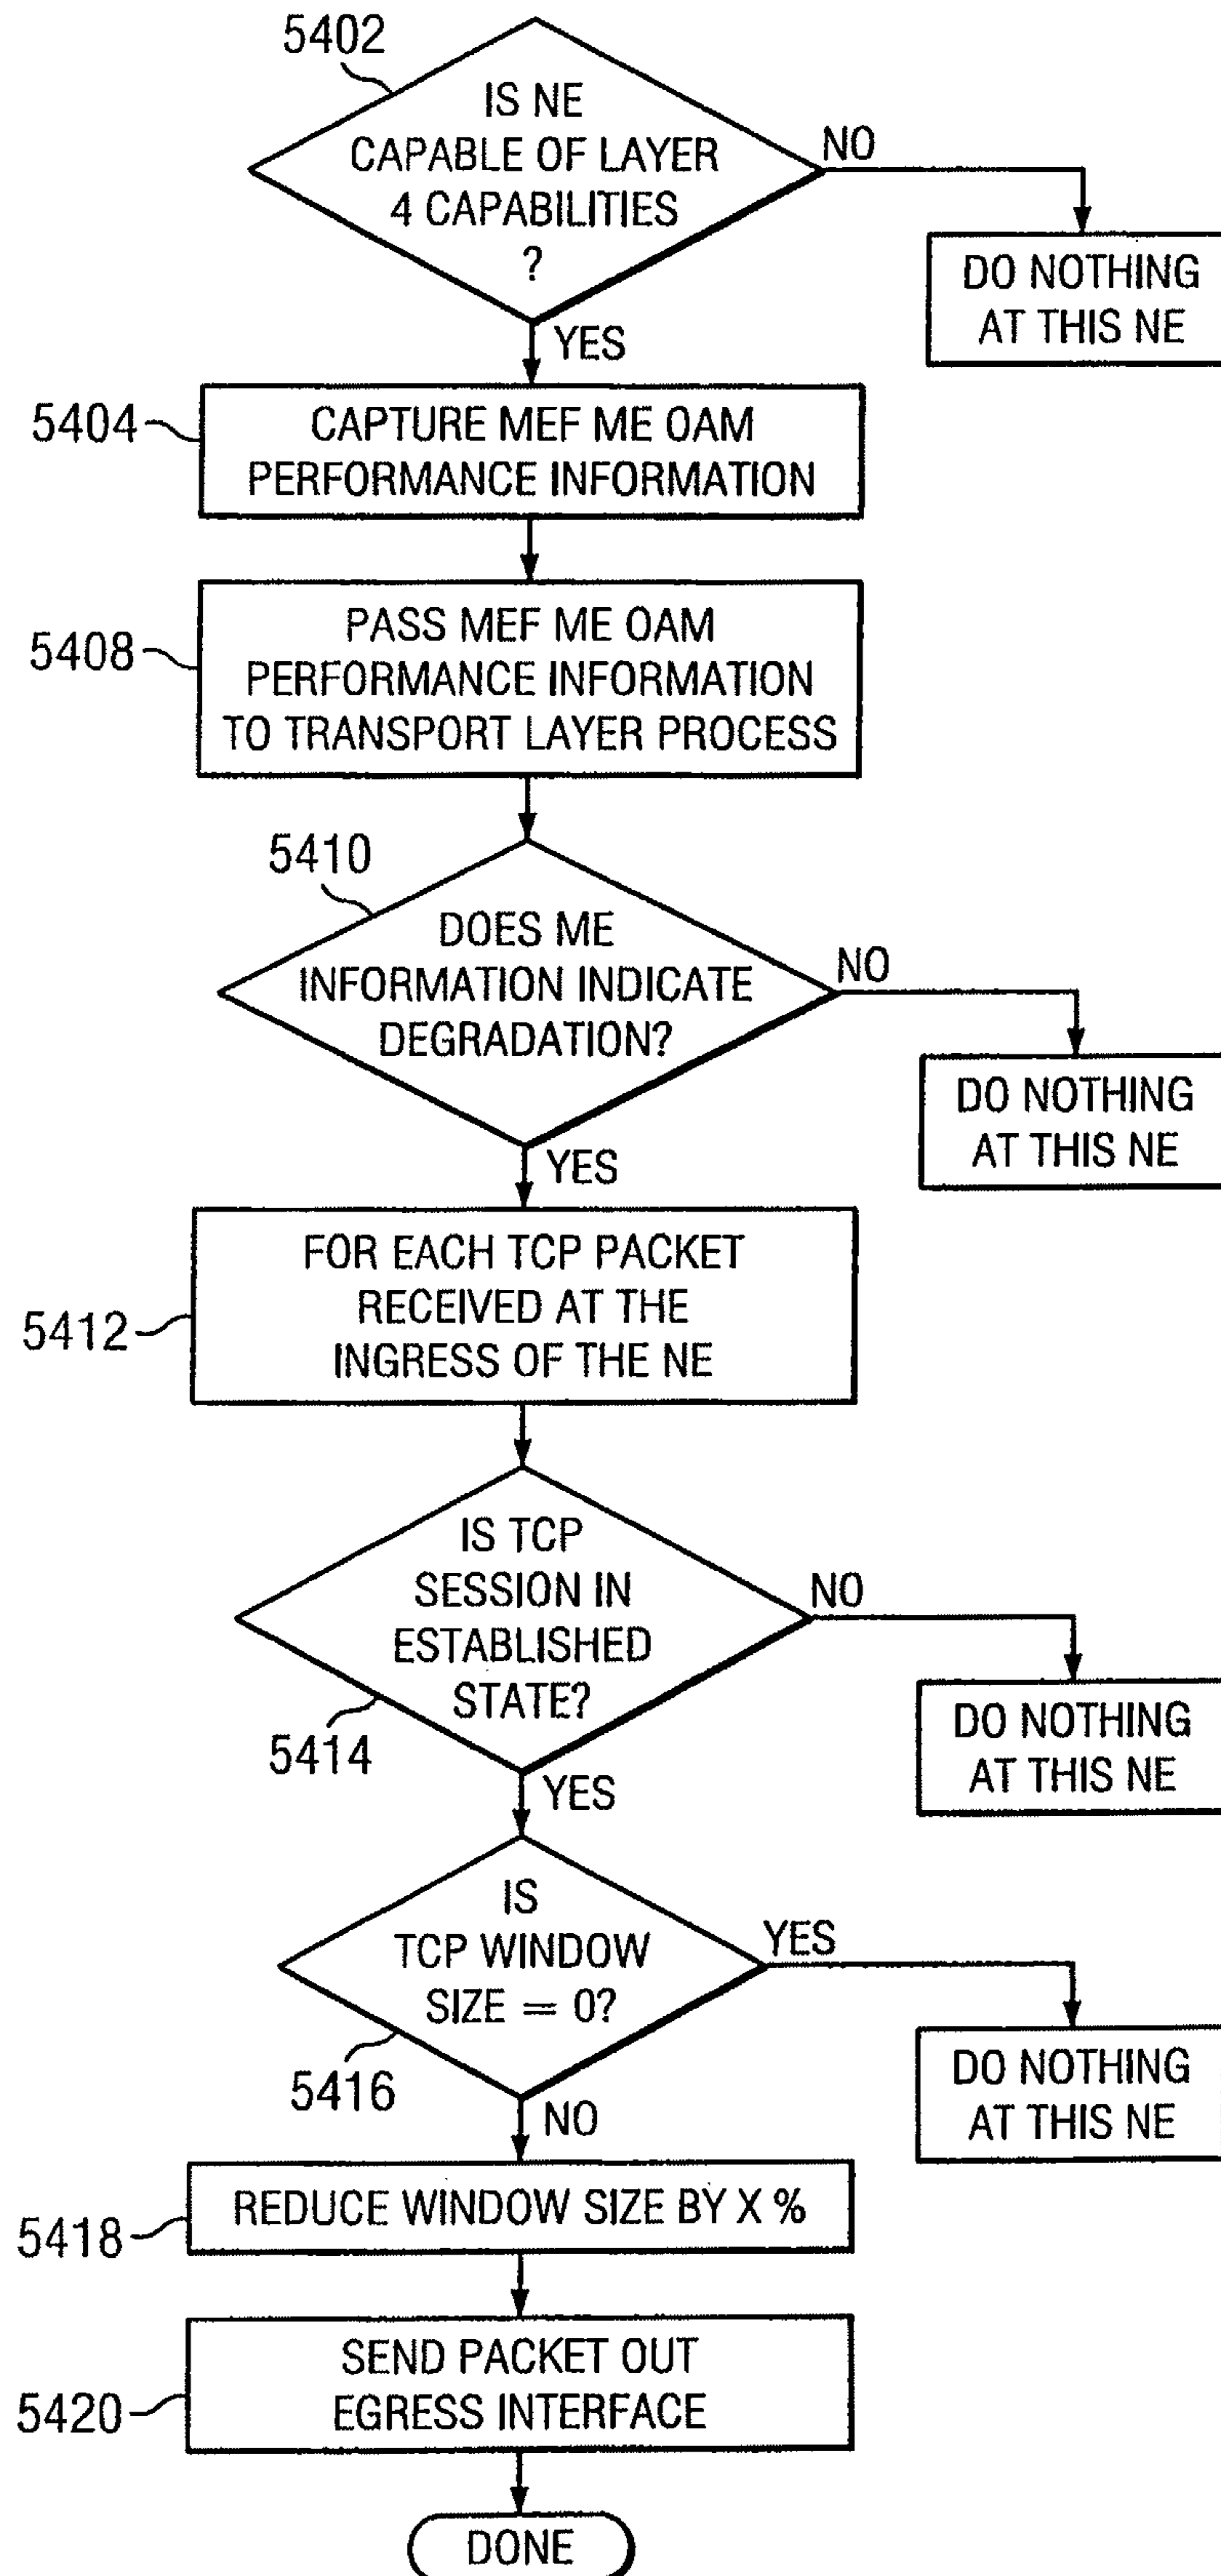 5402
IS NE
CAPABLE OF LAYER
4 CAPABILITIES
?
NO
DO NOTHING
AT THIS NE
YES
5404
CAPTURE MEF ME OAM
PERFORMANCE INFORMATION
5408
PASS MEF ME OAM
PERFORMANCE INFORMATION
TO TRANSPORT LAYER PROCESS
5410
DOES ME
INFORMATION INDICATE
DEGRADATION?
NO
DO NOTHING
AT THIS NE
YES
5412
FOR EACH TCP PACKET
RECEIVED AT THE
INGRESS OF THE NE
IS TCP
SESSION IN
ESTABLISHED
STATE?
5414
NO
DO NOTHING
AT THIS NE
YES
IS
TCP WINDOW
SIZE = 0?
5416
YES
DO NOTHING
AT THIS NE
NO
5418
REDUCE WINDOW SIZE BY X %
5420
SEND PACKET OUT
EGRESS INTERFACE
DONE